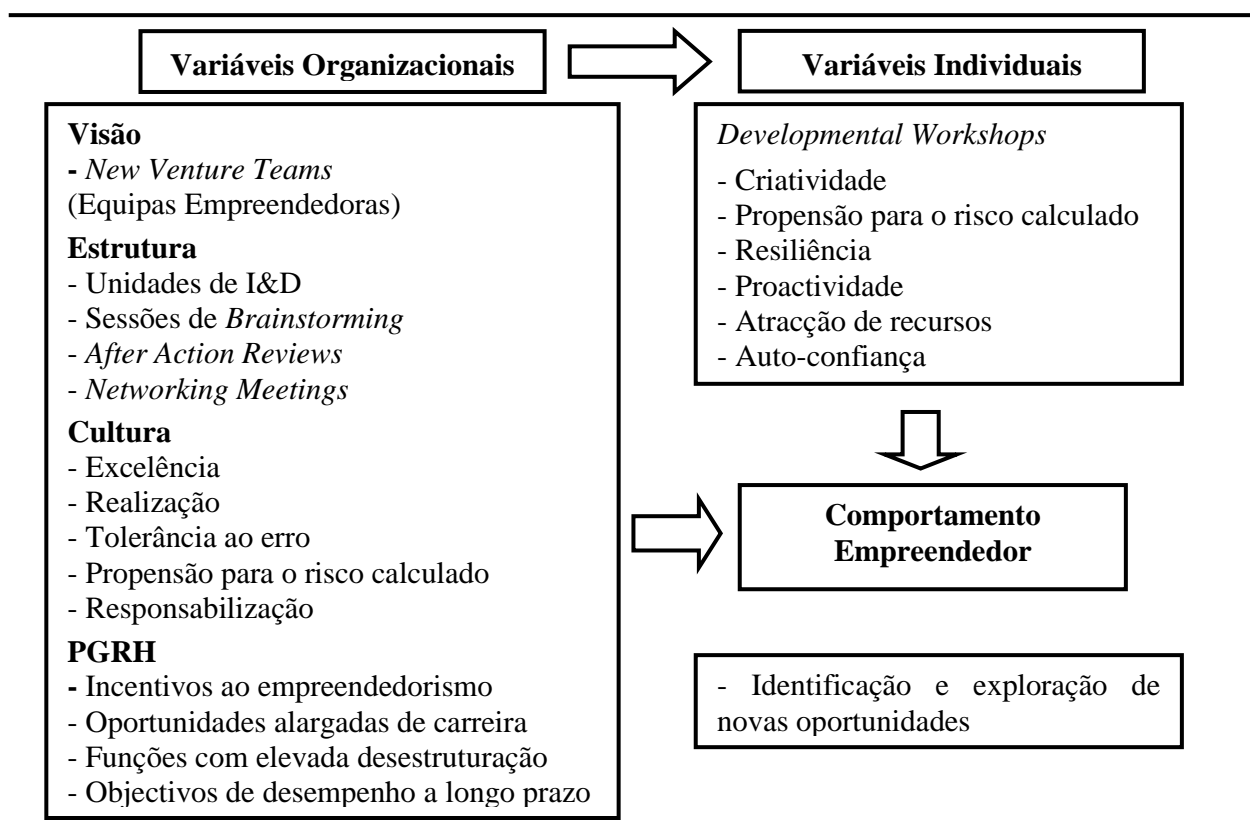 Variáveis Organizacionais
Variáveis Individuais
Visão
- New Venture Teams
(Equipas Empreendedoras)
Estrutura
- Unidades de I&D
- Sessões de Brainstorming
- After Action Reviews
- Networking Meetings
Cultura
- Excelência
- Realização
- Tolerância ao erro
- Propensão para o risco calculado
- Responsabilização
PGRH
- Incentivos ao empreendedorismo
- Oportunidades alargadas de carreira
- Funções com elevada desestruturação
- Objectivos de desempenho a longo prazo
Developmental Workshops
- Criatividade
- Propensão para o risco calculado
- Resiliência
- Proactividade
- Atracção de recursos
- Auto-confiança
Comportamento
Empreendedor
- Identificação e exploração de
novas oportunidades